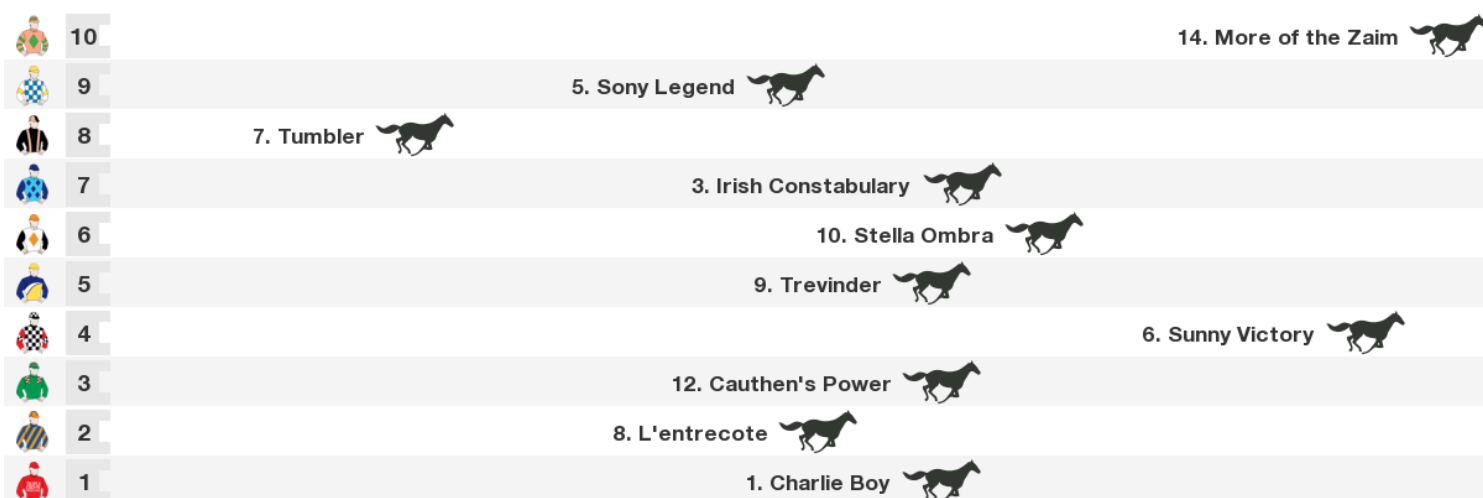 10 14. More of the Zaim
9 5. Sony Legend
8 7. Tumbler
7 3. Irish Constabulary
6 10. Stella Ombra
5 9. Trevinder
4 6. Sunny Victory
3 12. Cauthen's Power
2 8. L'entrecote
1 1. Charlie Boy